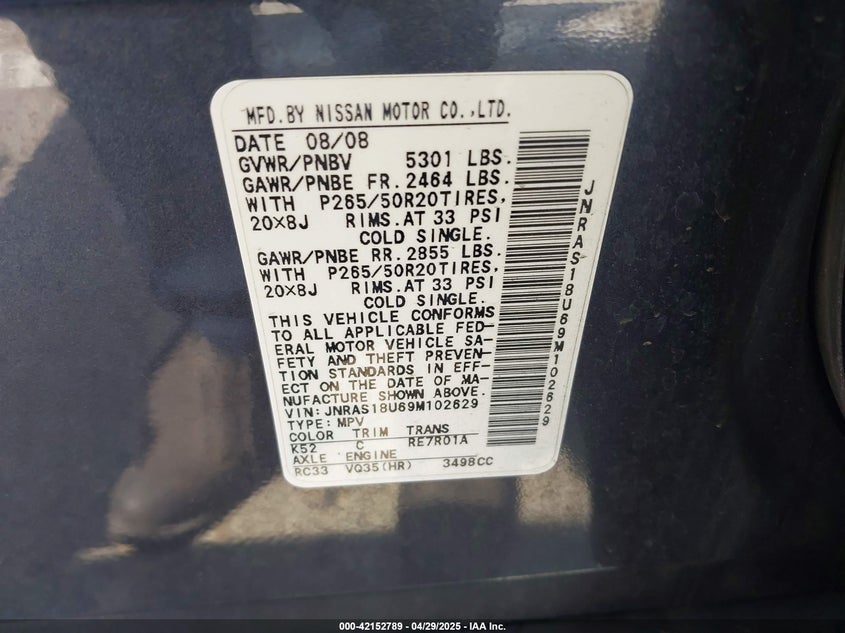 MFD.BY NISSAN MOTOR CO.,LTD.
DATE 08/08
GVWR/PNBV 5301 LBS.
GAWR/PNBE FR.2464 LBS.
WITH P265/50R20TIRES,
20X8J RIMS.AT 33 PSI
COLD SINGLE.
GAWR/PNBE RR.2855 LBS.
WITH P265/50R20TIRES,
20X8J RIMS.AT 33 PSI
COLD SINGLE.
THIS VEHICLE CONFORMS
TO ALL APPLICABLE FED-
ERAL MOTOR VEHICLE SA-
FETY AND THEFT PREVEN-
TION STANDARDS IN EFF-
ECT ON THE DATE OF MA-
NUFACTURE SHOWN ABOVE.
VIN:JNRAS18U69M102629
TYPE:MPV
COLOR TRIM TRANS
K52 C RE7R01A
AXLE ENGINE
RC33 VQ35(HR) 3498CC
JNRAS18U69M102629
000-42152789 - 04/29/2025 - IAA Inc.